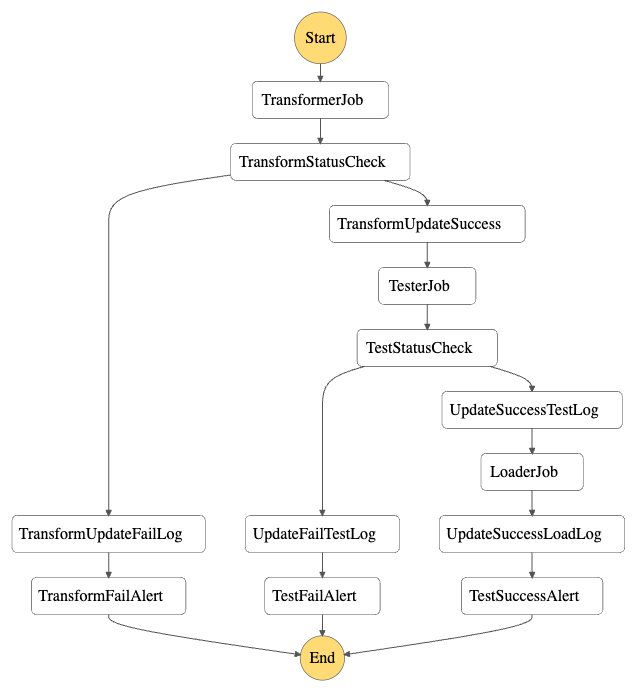 Start
TransformerJob
TransformStatusCheck
TransformUpdateSuccess
TesterJob
TestStatusCheck
UpdateSuccessTestLog
LoaderJob
TransformUpdateFailLog
UpdateFailTestLog
UpdateSuccessLoadLog
TransformFailAlert
TestFailAlert
TestSuccessAlert
End